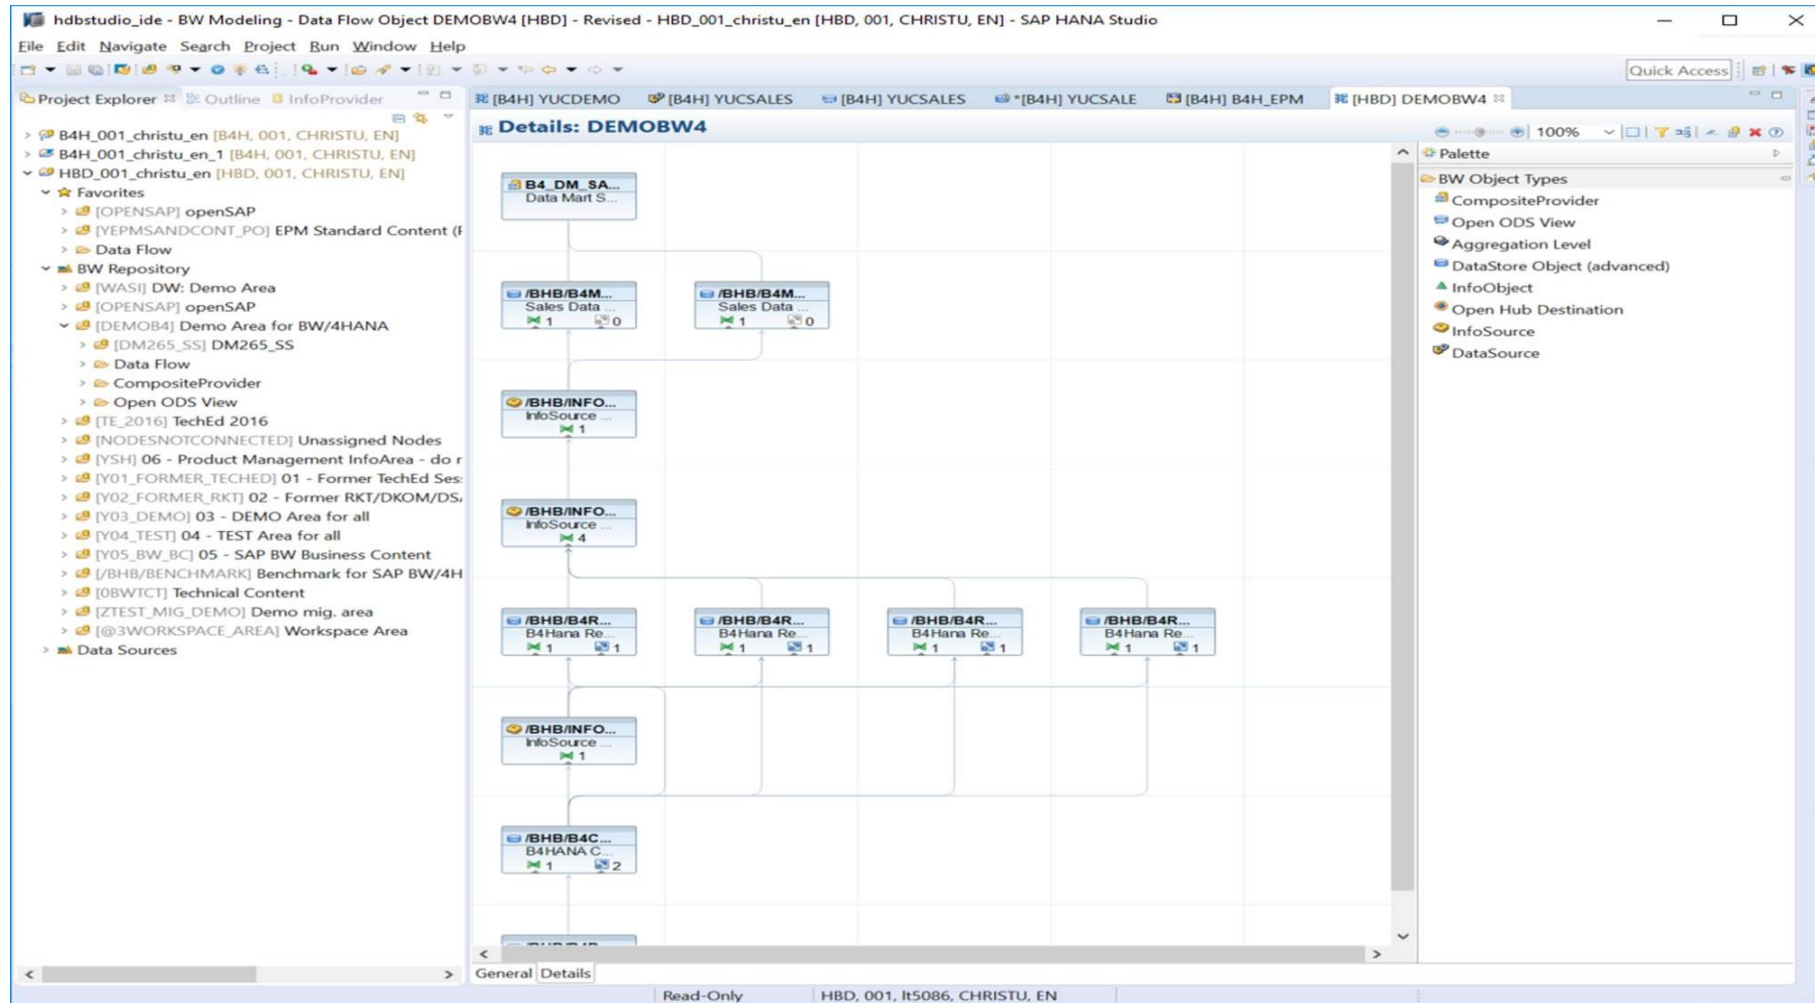 hdbstudio_ide - BW Modeling - Data Flow Object DEMOBW4 [HBD] - Revised - HBD_001_christu_en [HBD, 001, CHRISTU, EN] - SAP HANA Studio
File Edit Navigate Search Project Run Window Help
Quick Access
Project Explorer Outline InfoProvider
B4H_001_christu_en [B4H, 001, CHRISTU, EN]
B4H_001_christu_en_1 [B4H, 001, CHRISTU, EN]
HBD_001_christu_en [HBD, 001, CHRISTU, EN]
Favorites
[OPENSAP] openSAP
[YEPMSANDCONT_PO] EPM Standard Content (F
Data Flow
BW Repository
[WASI] DW: Demo Area
[OPENSAP] openSAP
[DEMOB4] Demo Area for BW/4HANA
[DM265_SS] DM265_SS
Data Flow
CompositeProvider
Open ODS View
[TE_2016] TechEd 2016
[NODESNOTCONNECTED] Unassigned Nodes
[YSH] 06 - Product Management InfoArea - do r
[Y01_FORMER_TECHED] 01 - Former TechEd Ses
[Y02_FORMER_RKT] 02 - Former RKT/DKOM/DSA
[Y03_DEMO] 03 - DEMO Area for all
[Y04_TEST] 04 - TEST Area for all
[Y05_BW_BC] 05 - SAP BW Business Content
[/BHB/BENCHMARK] Benchmark for SAP BW/4H
[0BWTCT] Technical Content
[ZTEST_MIG_DEMO] Demo mig. area
[@3WORKSPACE_AREA] Workspace Area
Data Sources
[B4H] YUCDEMO [B4H] YUCSALES [B4H] YUCSALES *[B4H] YUCSALE [B4H] B4H_EPM [HBD] DEMOBW4
Details: DEMOBW4
100%
B4_DM_SA...
Data Mart S...
/BHB/B4M... /BHB/B4M...
Sales Data ... Sales Data ...
1 0 1 0
/BHB/INFO...
InfoSource ...
1
/BHB/INFO...
InfoSource ...
4
/BHB/B4R... /BHB/B4R... /BHB/B4R... /BHB/B4R...
B4Hana Re... B4Hana Re... B4Hana Re... B4Hana Re...
1 1 1 1 1 1 1 1
/BHB/INFO...
InfoSource ...
1
/BHB/B4C...
B4HANA C...
1 2
Palette
BW Object Types
CompositeProvider
Open ODS View
Aggregation Level
DataStore Object (advanced)
InfoObject
Open Hub Destination
InfoSource
DataSource
General Details
Read-Only HBD, 001, lt5086, CHRISTU, EN